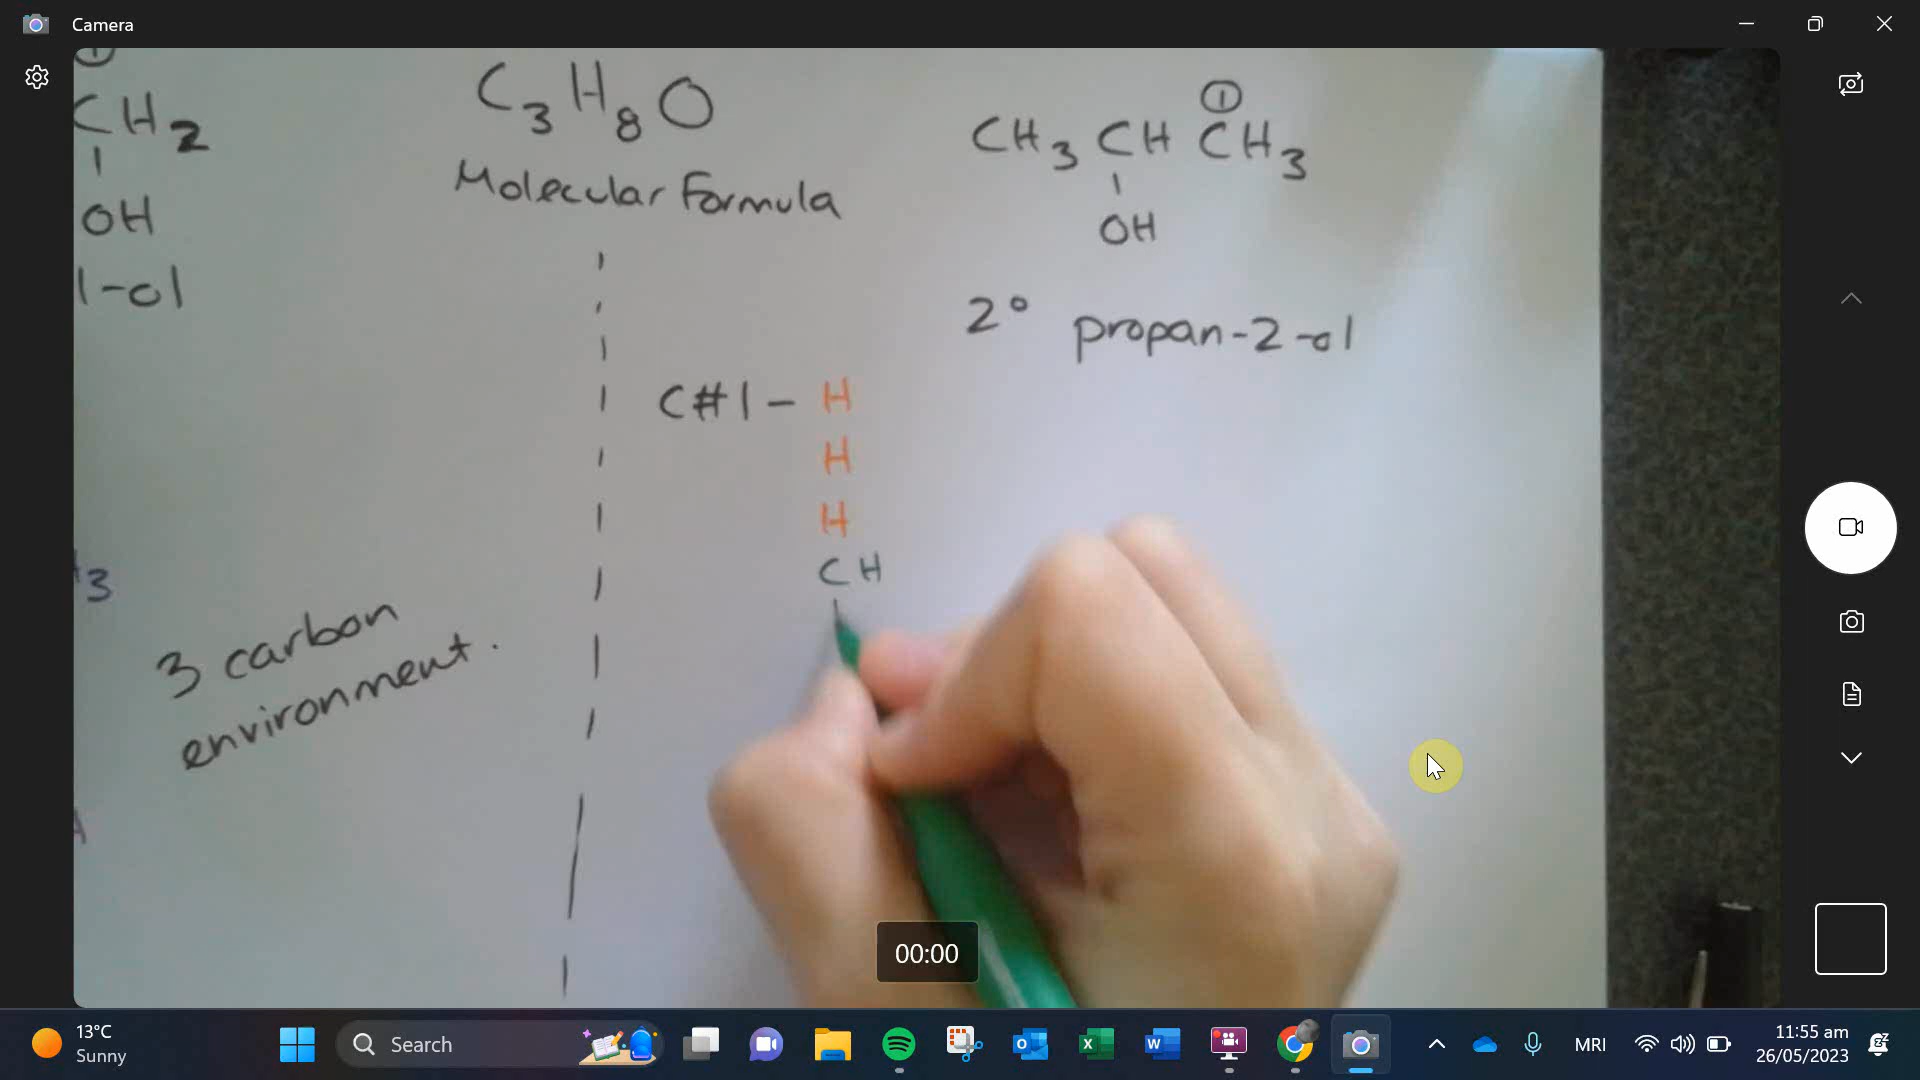 Camera
CH2
OH
1-ol
C3H8O
Molecular Formula
1
CH3 CH CH3
OH
2° propan-2-ol
C#1- H
H
H
CH
3
3 carbon
environment.
00:00
13°C
Sunny
Search
MRI
11:55 am
26/05/2023